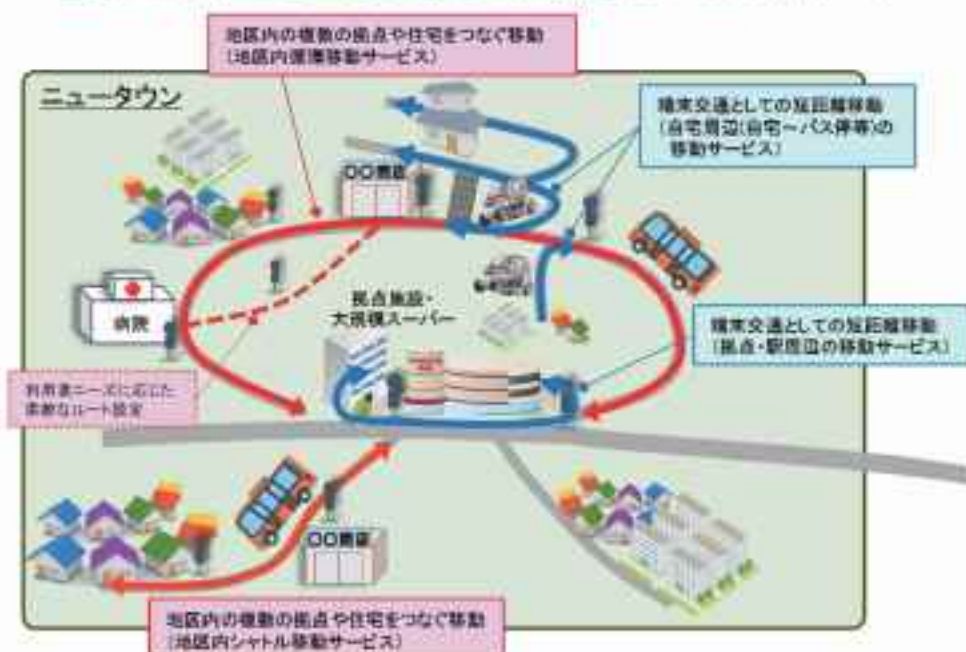 地区内の複数の拠点や住宅をつなぐ移動
(地区内循環移動サービス)
ニュータウン
端末交通としての短距離移動
(自宅周辺(自宅~バス停等)の
移動サービス)
〇〇商店
病院
拠点施設・
大規模スーパー
端末交通としての短距離移動
(拠点・駅周辺の移動サービス)
利用者ニーズに応じた
柔軟なルート設定
〇〇商店
地区内の複数の拠点や住宅をつなぐ移動
(地区内シャトル移動サービス)